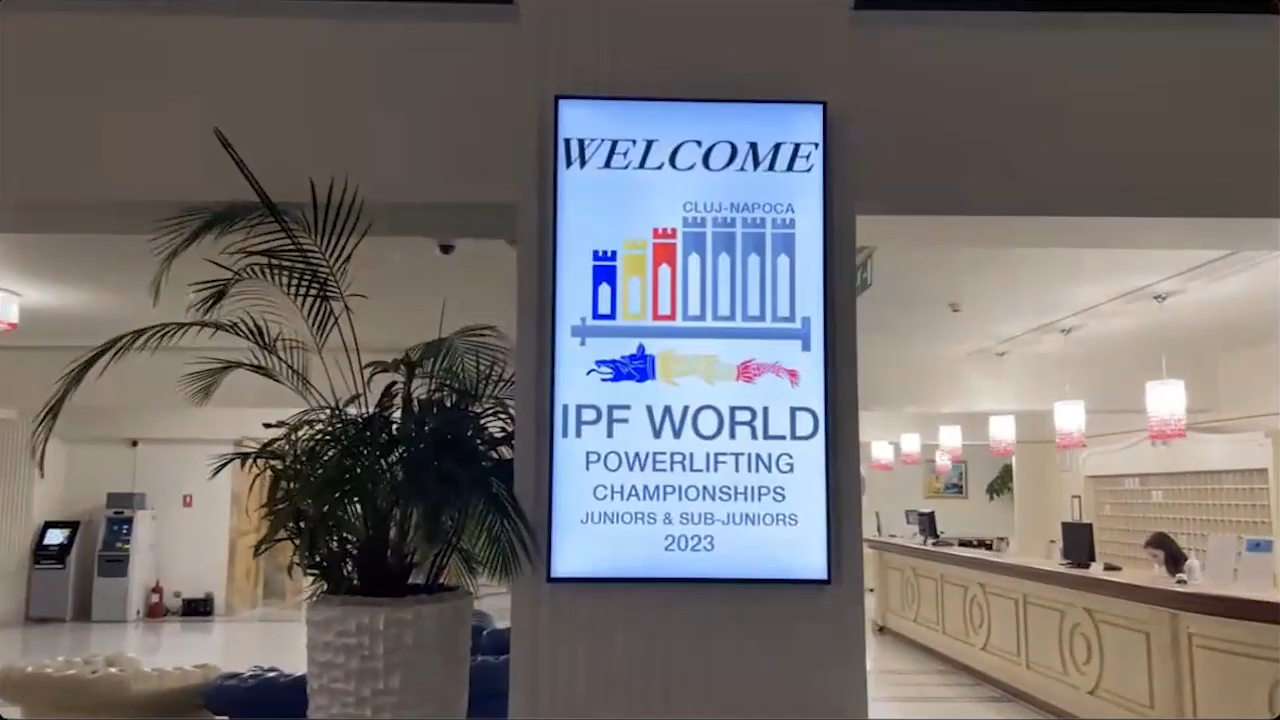 WELCOME
CLUJ-NAPOCA
IPF WORLD
POWERLIFTING
CHAMPIONSHIPS
JUNIORS & SUB-JUNIORS
2023